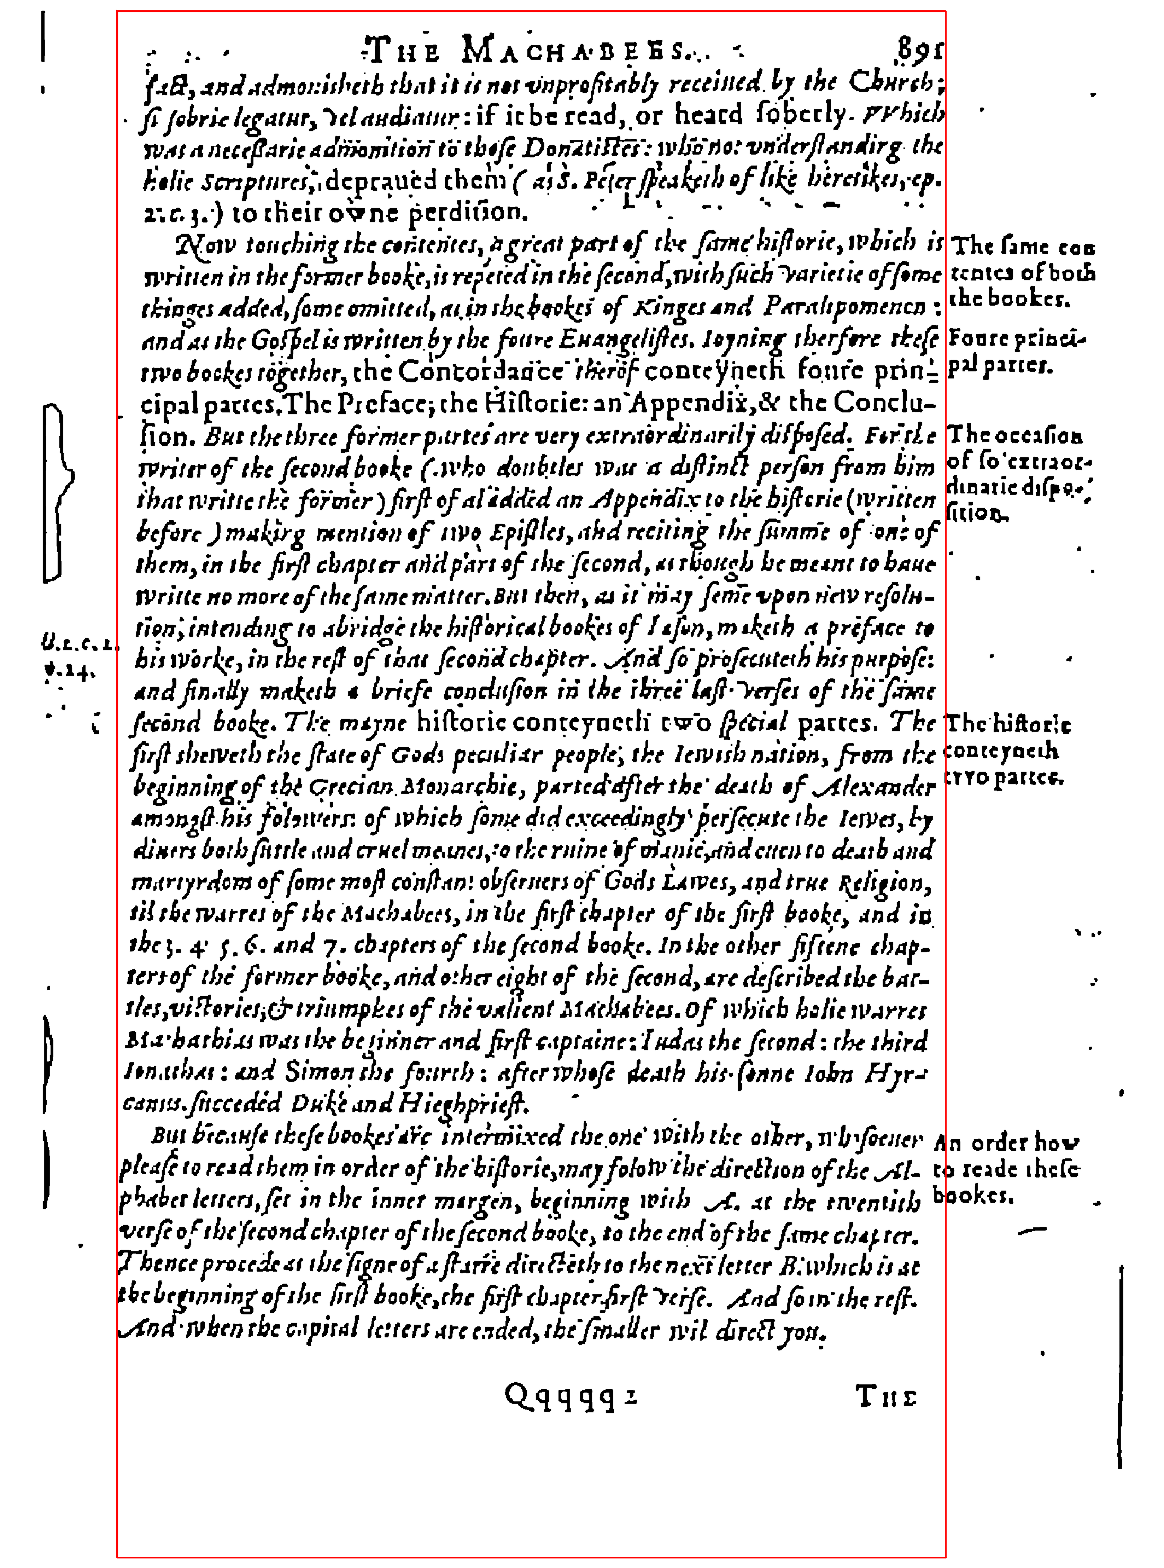 THE MACHABEES. 891
fact, and admonisheth that it is not vnprofitably receiued by the Church;
si sobrie legatur, vel audiatur: if it be read, or heard soberly. VVhich
was a necessarie admonition to those Donatistes: who not vnderstanding the
holie Scriptures, depraued them (as S. Peter speaketh of like heretikes, ep.
2. c. 3.) to their owne perdition.
Now touching the contentes, a great part of the same historie, which is
written in the former booke, is repeted in the second, with such varietie of some
thinges added, some omitted, as in the bookes of Kinges and Paralipomenon:
and as the Gospel is written by the foure Euangelistes. Ioyning therfore these
two bookes together, the Concordance therof conteyneth foure prin-
cipal partes. The Preface; the Historie: an Appendix, & the Conclu-
sion. But the three former partes are very extraordinarily disposed. For the
writer of the second booke (who doubtles was a distinct person from him
that writte the former) first of al added an Appendix to the historie (written
before) making mention of two Epistles, and reciting the summe of one of
them, in the first chapter and part of the second, as though he meant to haue
writte no more of the same matter. But then, as it may seme vpon new resolu-
tion, intending to abridge the historical bookes of Iason, maketh a preface to
his worke, in the rest of that second chapter. And so prosecuteth his purpose:
and finally maketh a briefe conclusion in the three last verses of the same
second booke. The mayne historie conteyneth two special partes. The
first sheweth the state of Gods peculiar people, the Iewish nation, from the
beginning of the Grecian Monarchie, parted after the death of Alexander
amongst his folowers: of which some did exceedingly persecute the Iewes, by
diuers both suttle and cruel meanes, to the ruine of manie, and euen to death and
martyrdom of some most constant obseruers of Gods Lawes, and true Religion,
til the warres of the Machabees, in the first chapter of the first booke, and in
the 3. 4. 5. 6. and 7. chapters of the second booke. In the other fiftene chap-
ters of the former booke, and other eight of the second, are described the bat-
tles, victories, & triumphes of the valient Machabees. Of which holie warres
Mathathias was the beginner and first captaine: Iudas the second: the third
Ionathas: and Simon the fourth: after whose death his sonne Iohn Hyr-
canus succeded Duke and Hieghpriest.
But because these bookes are intermixed the one with the other, whosoeuer
please to read them in order of the historie, may folow the direction of the Al-
phabet letters, set in the inner margen, beginning with A. at the twentith
verse of the second chapter of the second booke, to the end of the same chapter.
Thence procede as the signe of a starre directeth to the next letter B. which is at
the beginning of the first booke, the first chapter first verse. And so in the rest.
And when the capital letters are ended, the smaller wil direct you.
The same con
tentes of both
the bookes.
Foure princi-
pal partes.
The occasion
of so extraor-
dinarie dispo-
sition.
c. 2.
v. 24.
The historie
conteyneth
two partes.
An order how
to reade these
bookes.
Qqqqq 2 THE